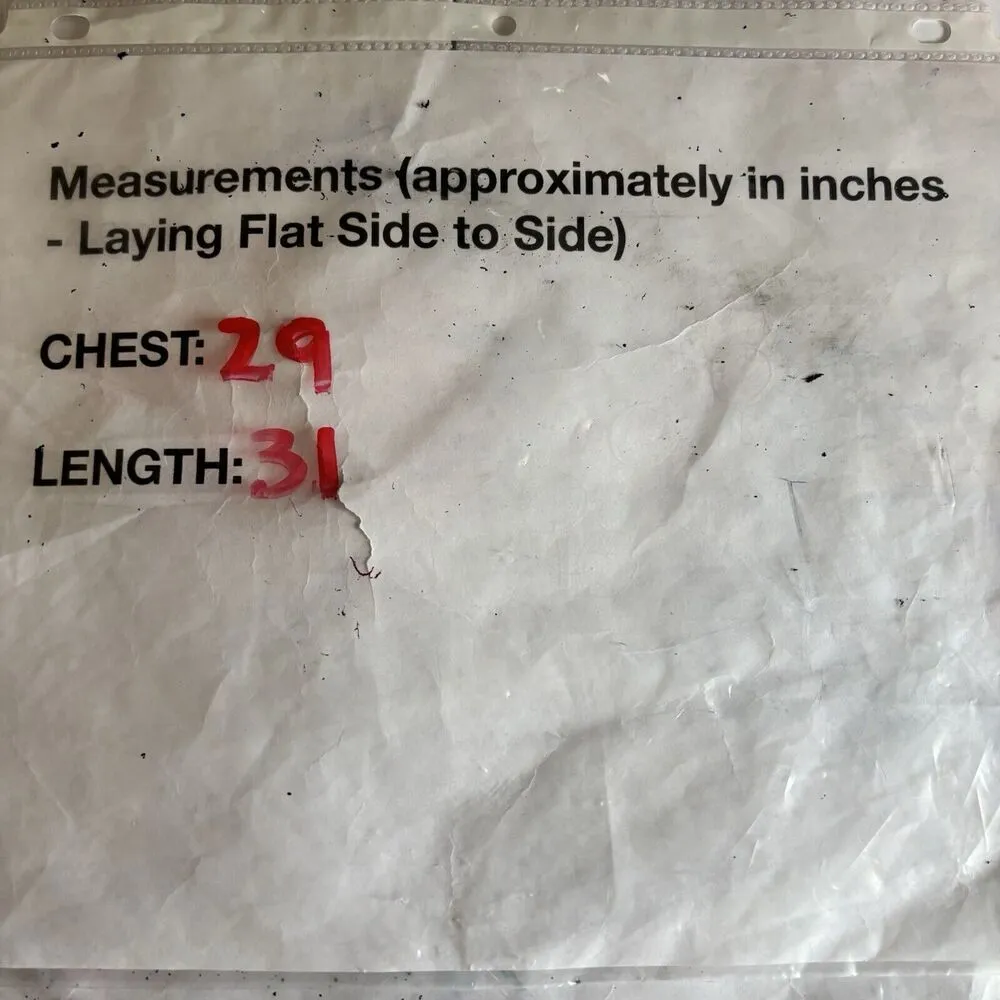 Measurements (approximately in inches
- Laying Flat Side to Side)
CHEST: 29
LENGTH: 31